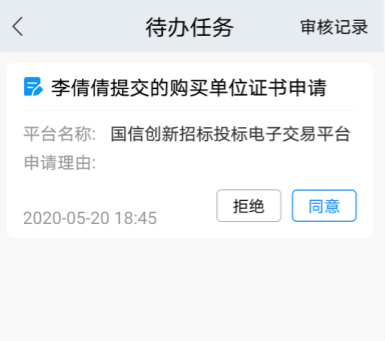 待办任务 审核记录
李倩倩提交的购买单位证书申请
平台名称: 国信创新招标投标电子交易平台
申请理由:
2020-05-20 18:45 拒绝 同意